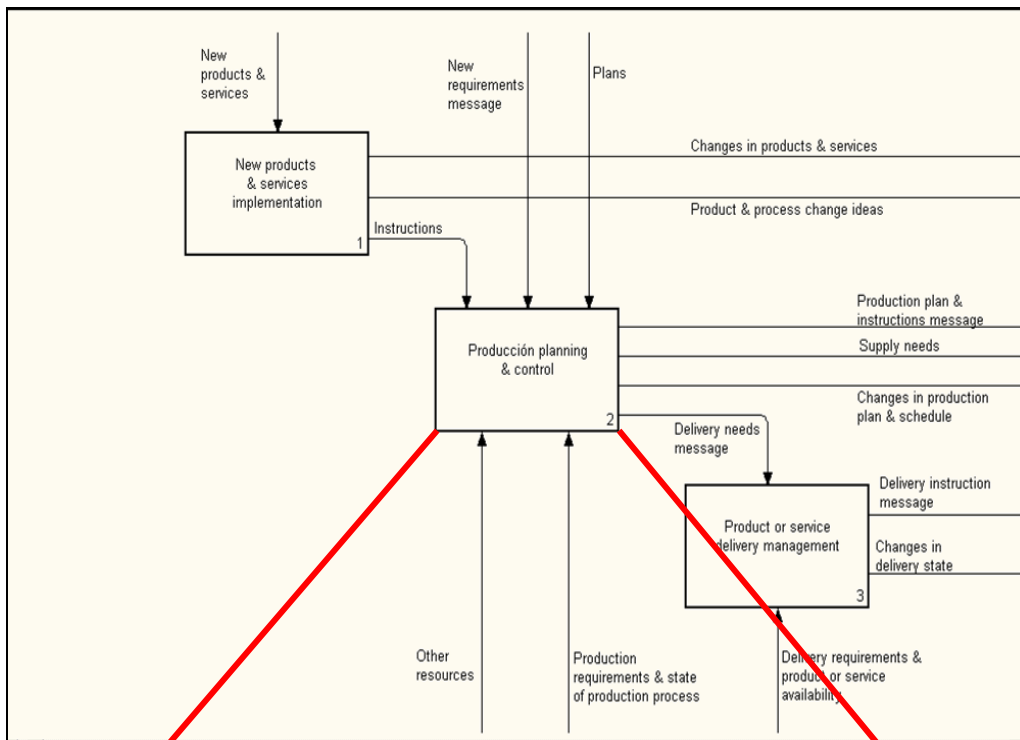 New
products &
services
New
requirements
message
Plans
New products
& services
implementation
1
Changes in products & services
Product & process change ideas
Instructions
Producción planning
& control
2
Production plan &
instructions message
Supply needs
Changes in production
plan & schedule
Delivery needs
message
Product or service
delivery management
3
Delivery instruction
message
Changes in
delivery state
Other
resources
Production
requirements & state
of production process
Delivery requirements &
product or service
availability